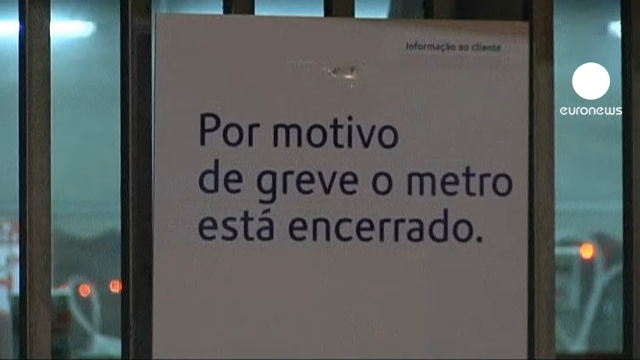 Informação ao cliente
euronews
Por motivo
de greve o metro
está encerrado.